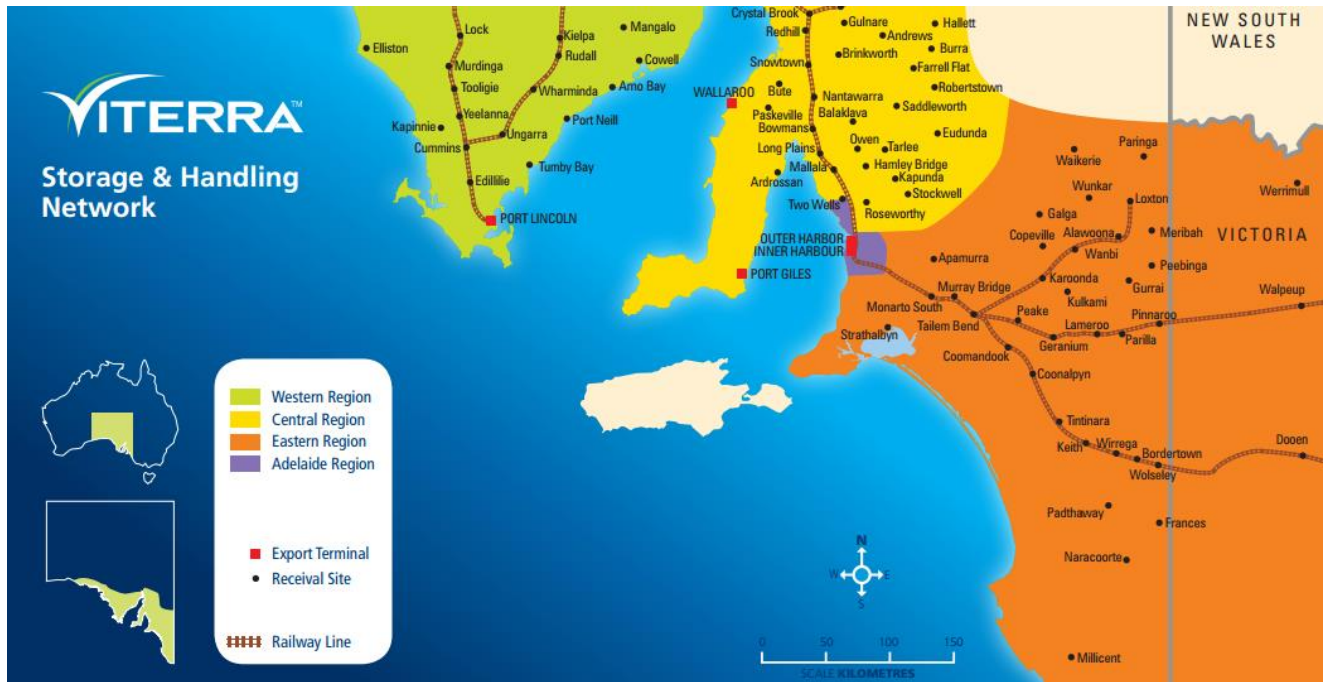 VITERRA™
Storage & Handling
Network
Lock
Elliston
Murdinga
Tooligie
Yeelanna
Kapinnie
Cummins
Edillilie
PORT LINCOLN
Kielpa
Rudall
Wharminda
Ungarra
Mangalo
Cowell
Arno Bay
Port Neill
Tumby Bay
Crystal Brook
Redhill
Snowtown
WALLAROO
Bute
Paskeville
Bowmans
Long Plains
Mallala
Ardrossan
Two Wells
OUTER HARBOR
INNER HARBOUR
PORT GILES
Gulnare
Hallett
Andrews
Burra
Brinkworth
Farrell Flat
Robertstown
Nantawarra
Saddleworth
Balaklava
Eudunda
Owen
Tarlee
Hamley Bridge
Kapunda
Stockwell
Roseworthy
NEW SOUTH
WALES
VICTORIA
Paringa
Waikerie
Wunkar
Werrimull
Loxton
Galga
Copeville
Alawoona
Meribah
Wanbi
Apamurra
Peebinga
Karoonda
Gurrai
Murray Bridge
Kulkami
Walpeup
Monarto South
Peake
Pinnaroo
Lameroo
Strathalbyn
Tailem Bend
Geranium
Parilla
Coomandook
Coonalpyn
Tintinara
Keith
Wirrega
Bordertown
Wolseley
Dooen
Padthaway
Frances
Naracoorte
Millicent
Western Region
Central Region
Eastern Region
Adelaide Region
Export Terminal
Receival Site
Railway Line
N
W
E
S
0 50 100 150
SCALE KILOMETRES